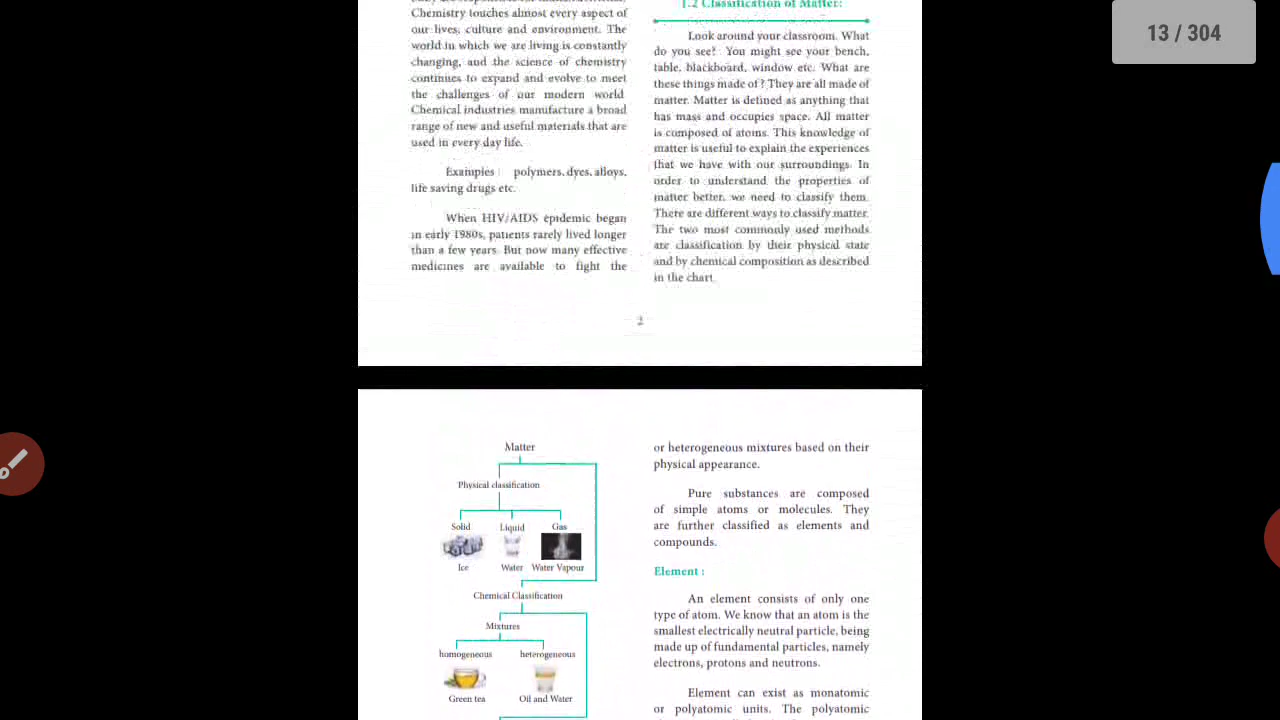 13 / 304
Chemistry touches almost every aspect of
our lives, culture and environment. The
world in which we are living is constantly
changing, and the science of chemistry
continues to expand and evolve to meet
the challenges of our modern world.
Chemical industries manufacture a broad
range of new and useful materials that are
used in every day life.
Examples : polymers, dyes, alloys,
life saving drugs etc.
When HIV/AIDS epidemic began
in early 1980s, patients rarely lived longer
than a few years. But now many effective
medicines are available to fight the
1.2 Classification of Matter:
Look around your classroom. What
do you see? You might see your bench,
table, blackboard, window etc. What are
these things made of ? They are all made of
matter. Matter is defined as anything that
has mass and occupies space. All matter
is composed of atoms. This knowledge of
matter is useful to explain the experiences
that we have with our surroundings. In
order to understand the properties of
matter better, we need to classify them.
There are different ways to classify matter.
The two most commonly used methods
are classification by their physical state
and by chemical composition as described
in the chart.
2
Matter
Physical classification
Solid Liquid Gas
Ice Water Water Vapour
Chemical Classification
Mixtures
homogeneous heterogeneous
Green tea Oil and Water
or heterogeneous mixtures based on their
physical appearance.
Pure substances are composed
of simple atoms or molecules. They
are further classified as elements and
compounds.
Element :
An element consists of only one
type of atom. We know that an atom is the
smallest electrically neutral particle, being
made up of fundamental particles, namely
electrons, protons and neutrons.
Element can exist as monatomic
or polyatomic units. The polyatomic